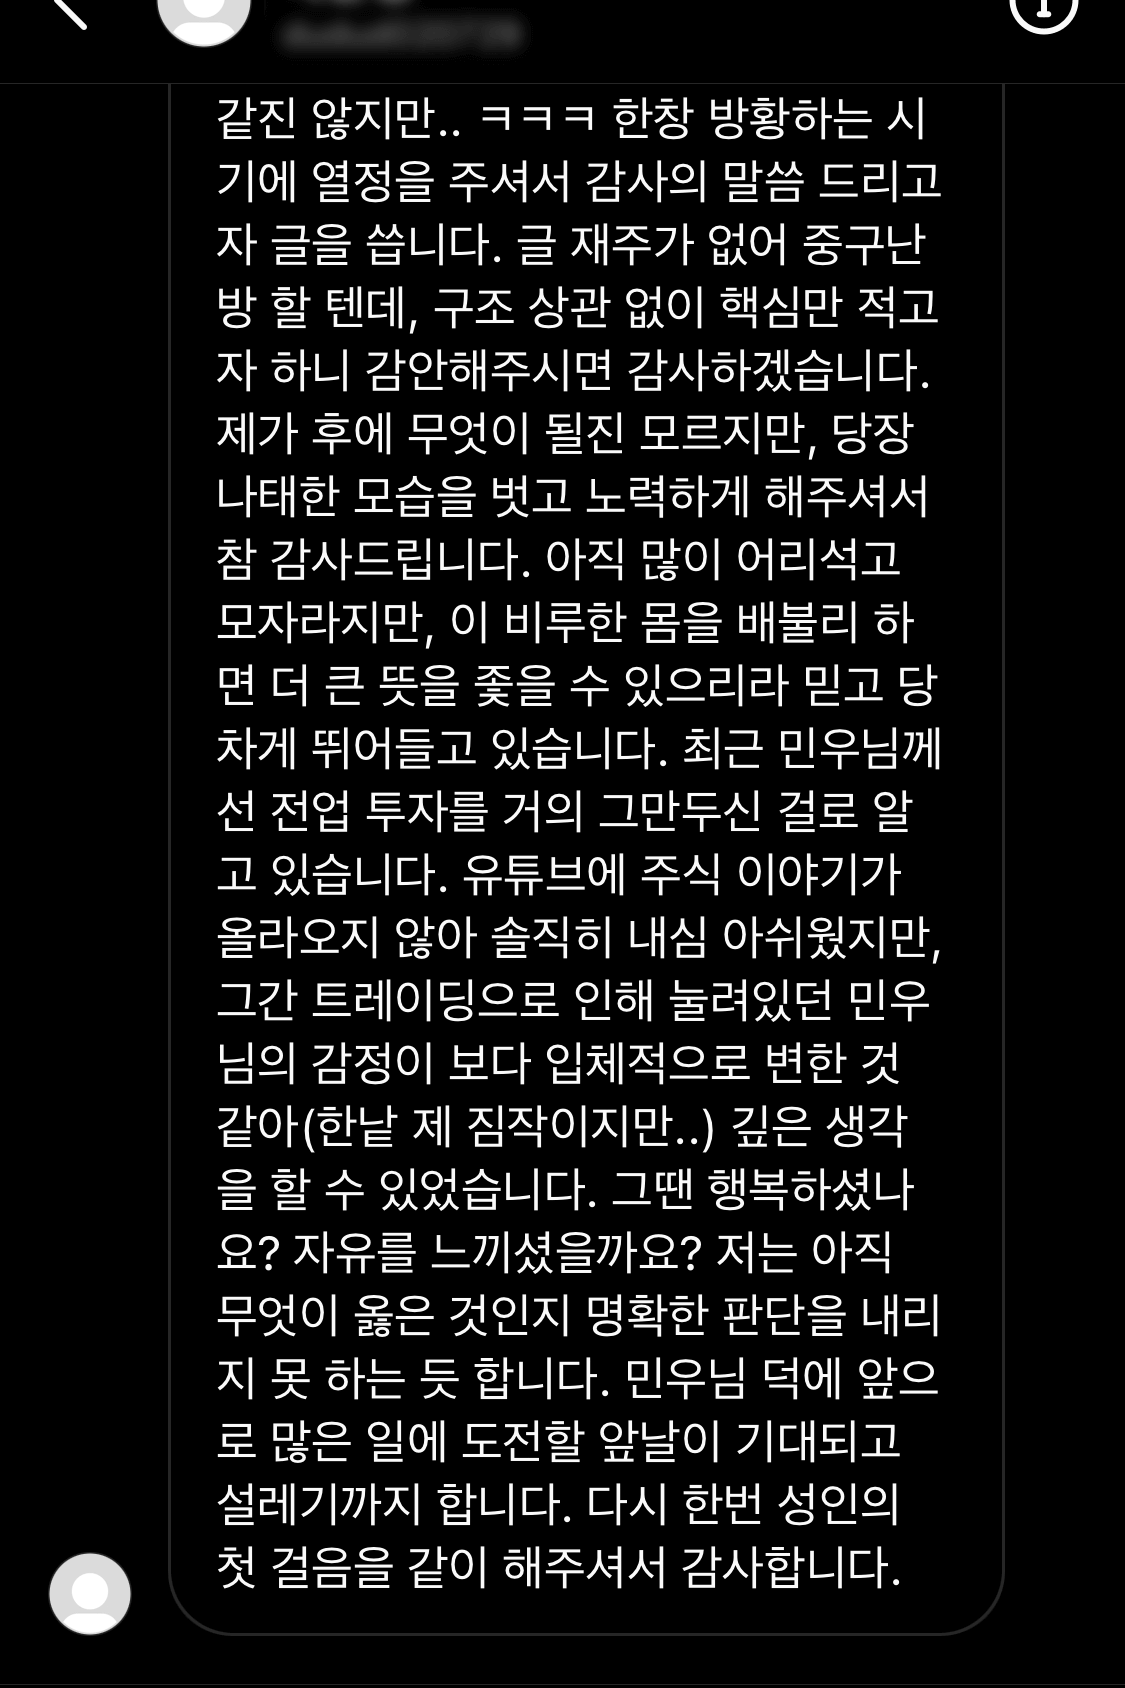 같진 않지만.. ㅋㅋㅋ 한창 방황하는 시
기에 열정을 주셔서 감사의 말씀 드리고
자 글을 씁니다. 글 재주가 없어 중구난
방 할 텐데, 구조 상관 없이 핵심만 적고
자 하니 감안해주시면 감사하겠습니다.
제가 후에 무엇이 될진 모르지만, 당장
나태한 모습을 벗고 노력하게 해주셔서
참 감사드립니다. 아직 많이 어리석고
모자라지만, 이 비루한 몸을 배불리 하
면 더 큰 뜻을 좇을 수 있으리라 믿고 당
차게 뛰어들고 있습니다. 최근 민우님께
선 전업 투자를 거의 그만두신 걸로 알
고 있습니다. 유튜브에 주식 이야기가
올라오지 않아 솔직히 내심 아쉬웠지만,
그간 트레이딩으로 인해 눌려있던 민우
님의 감정이 보다 입체적으로 변한 것
같아(한낱 제 짐작이지만..) 깊은 생각
을 할 수 있었습니다. 그땐 행복하셨나
요? 자유를 느끼셨을까요? 저는 아직
무엇이 옳은 것인지 명확한 판단을 내리
지 못 하는 듯 합니다. 민우님 덕에 앞으
로 많은 일에 도전할 앞날이 기대되고
설레기까지 합니다. 다시 한번 성인의
첫 걸음을 같이 해주셔서 감사합니다.